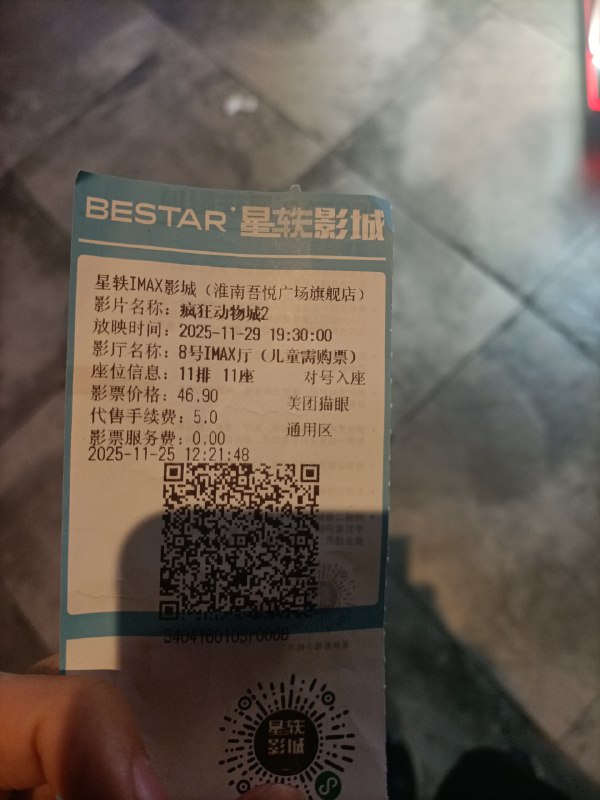 BESTAR 星轶影城
星轶IMAX影城（淮南吾悦广场旗舰店）
影片名称：疯狂动物城2
放映时间：2025-11-29 19:30:00
影厅名称：8号IMAX厅（儿童需购票）
座位信息：11排 11座 对号入座
影票价格：46.90
美团猫眼
代售手续费：5.0
通用区
影票服务费：0.00
2025-11-25 12:21:48
星轶
影城